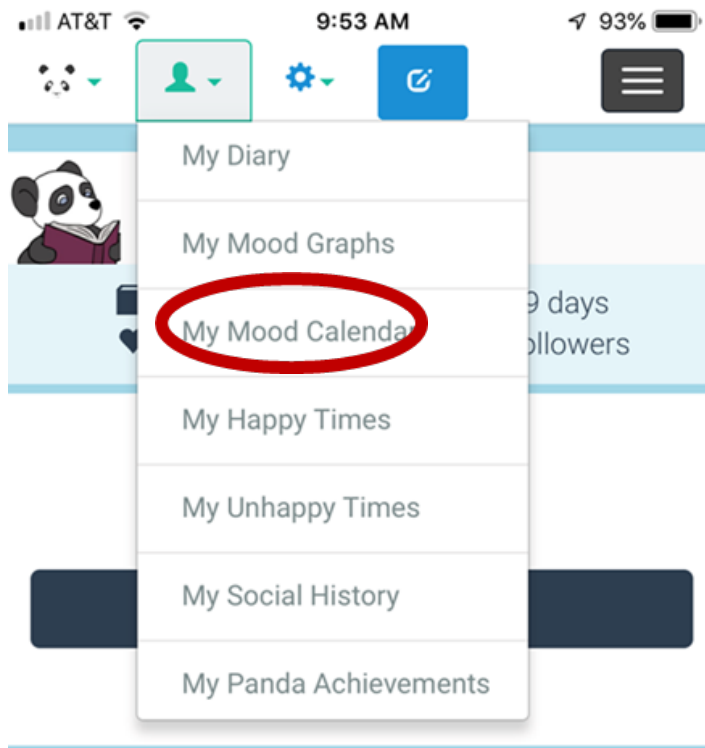 AT&T 9:53 AM 93%
My Diary
My Mood Graphs
My Mood Calendar
9 days
ollowers
My Happy Times
My Unhappy Times
My Social History
My Panda Achievements